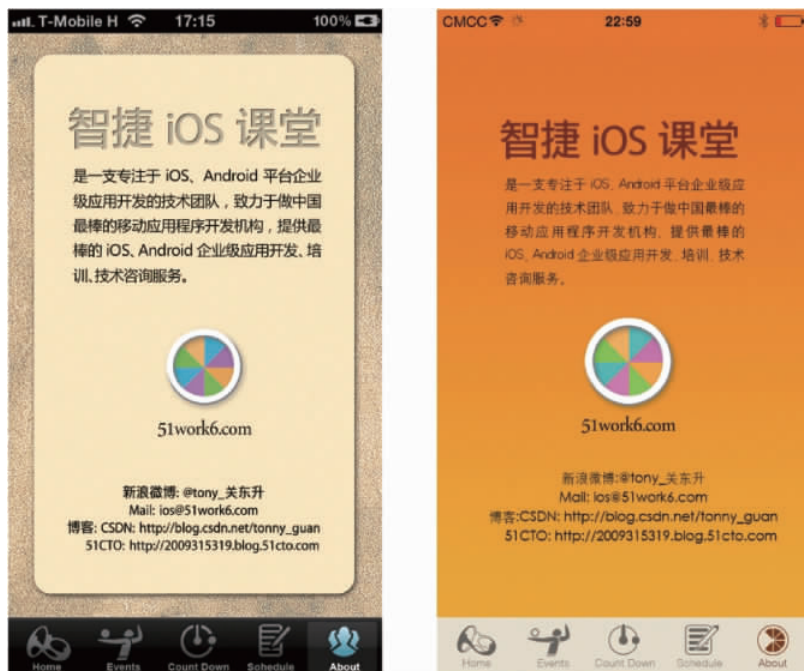 T-Mobile H 17:15 100%
智捷 iOS 课堂
是一支专注于 iOS、Android 平台企业
级应用开发的技术团队，致力于做中国
最棒的移动应用程序开发机构，提供最
棒的 iOS、Android 企业级应用开发、培
训、技术咨询服务。
51work6.com
新浪微博: @tony_关东升
Mail: ios@51work6.com
博客: CSDN: http://blog.csdn.net/tonny_guan
51CTO: http://2009315319.blog.51cto.com
Home Events Count Down Schedule About
CMCC 22:59
智捷 iOS 课堂
是一支专注于 iOS、Android 平台企业级应
用开发的技术团队，致力于做中国最棒的
移动应用程序开发机构，提供最棒的
iOS、Android 企业级应用开发、培训、技术
咨询服务。
51work6.com
新浪微博:@tony_关东升
Mail: ios@51work6.com
博客:CSDN: http://blog.csdn.net/tonny_guan
51CTO: http://2009315319.blog.51cto.com
Home Events Count Down Schedule About